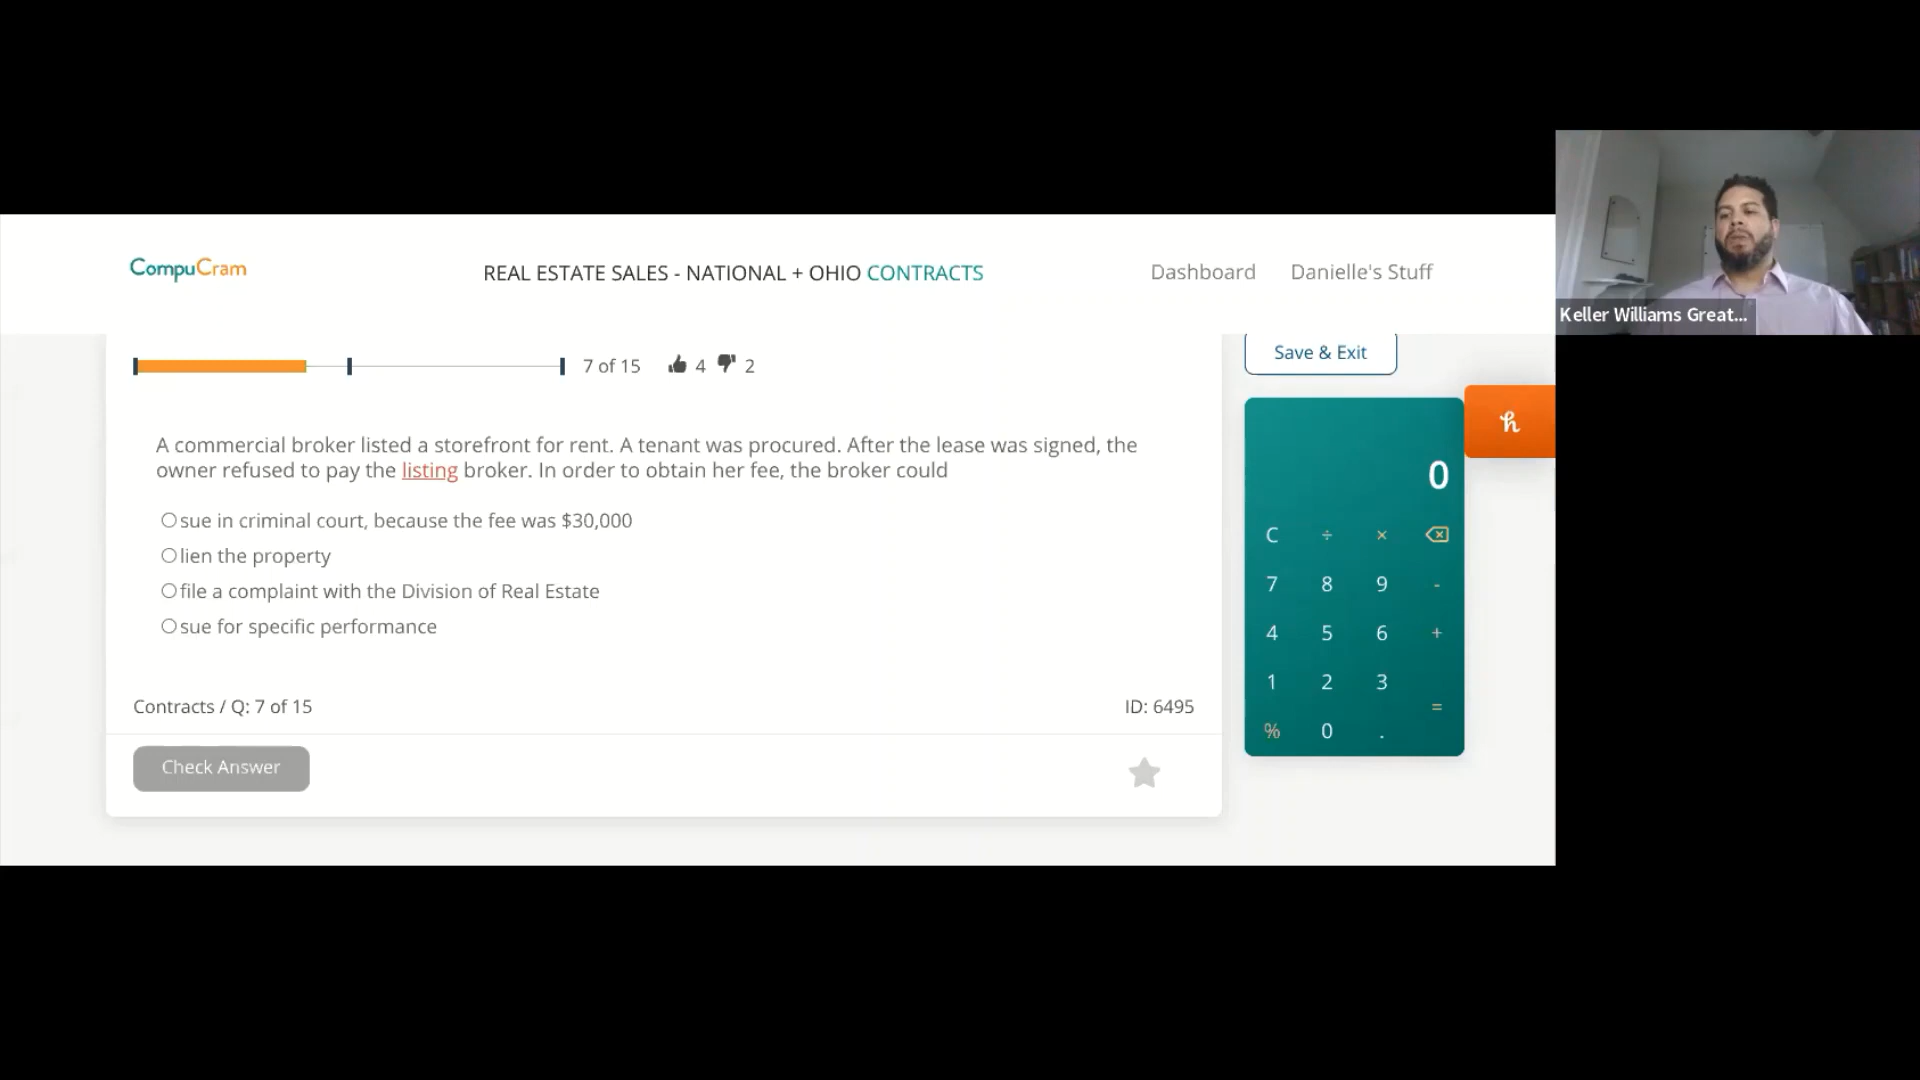 CompuCram
REAL ESTATE SALES - NATIONAL + OHIO CONTRACTS
Dashboard
Danielle's Stuff
Keller Williams Great...
7 of 15
4
2
Save & Exit
A commercial broker listed a storefront for rent. A tenant was procured. After the lease was signed, the
owner refused to pay the listing broker. In order to obtain her fee, the broker could
sue in criminal court, because the fee was $30,000
lien the property
file a complaint with the Division of Real Estate
sue for specific performance
Contracts / Q: 7 of 15
ID: 6495
Check Answer
h
0
C ÷ ×
7 8 9 -
4 5 6 +
1 2 3
=
% 0 .